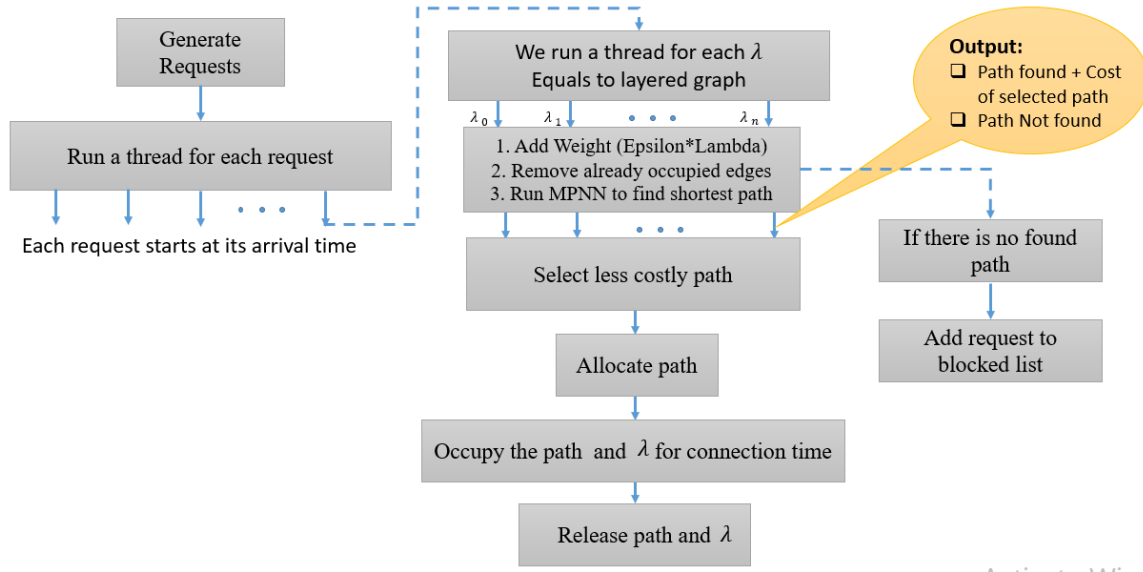 Generate
Requests
Run a thread for each request
Each request starts at its arrival time
We run a thread for each λ
Equals to layered graph
λ₀ λ₁ λₙ
1. Add Weight (Epsilon*Lambda)
2. Remove already occupied edges
3. Run MPNN to find shortest path
Select less costly path
Allocate path
Occupy the path and λ for connection time
Release path and λ
Output:
❑ Path found + Cost
of selected path
❑ Path Not found
If there is no found
path
Add request to
blocked list